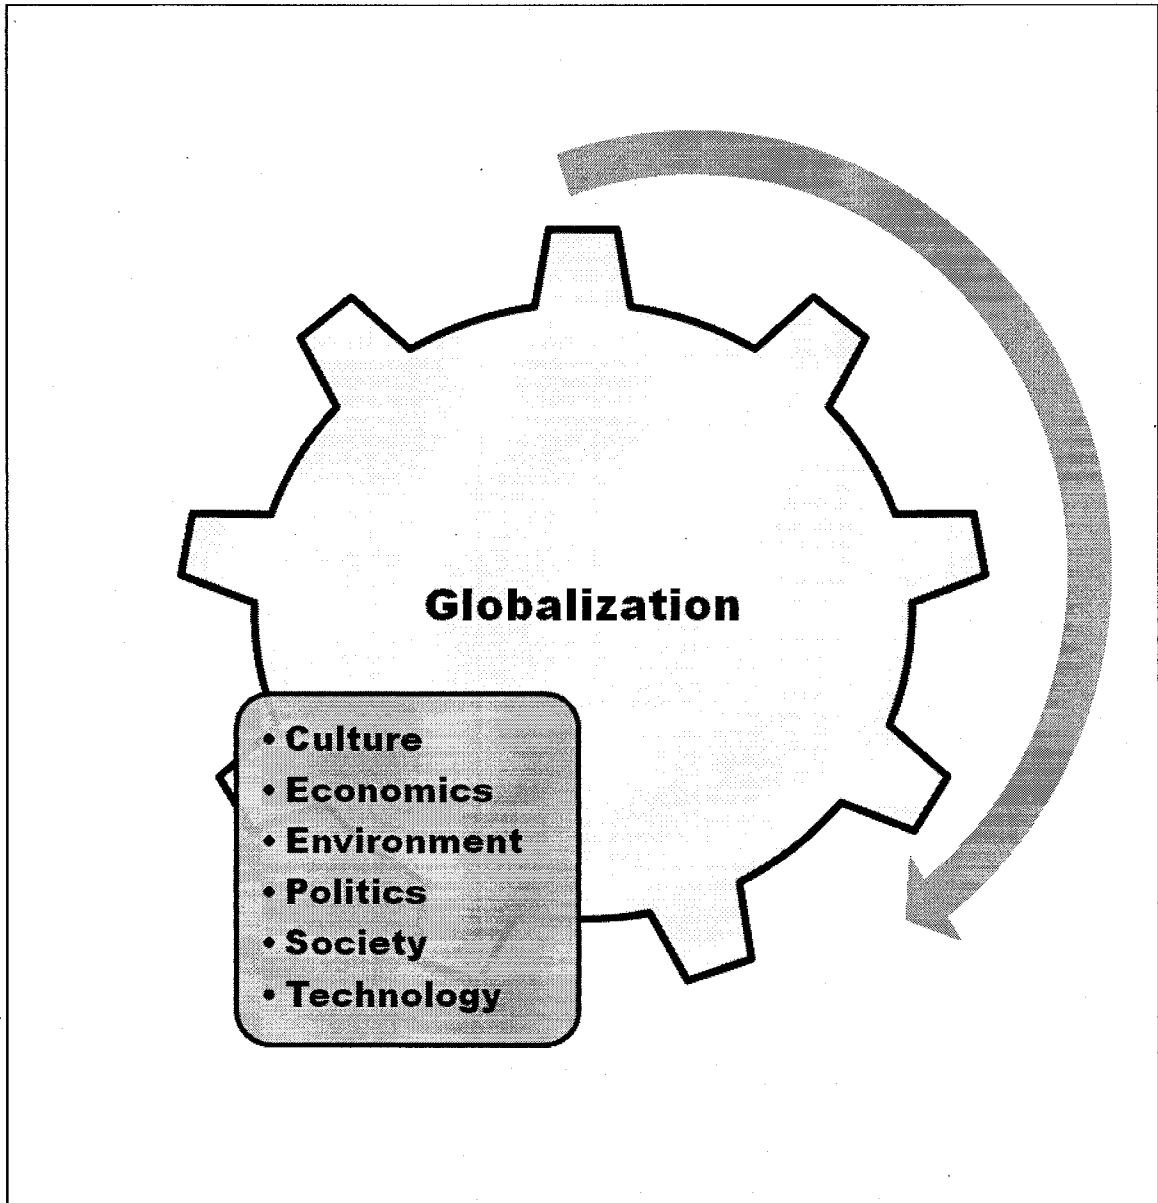 Globalization
• Culture
• Economics
• Environment
• Politics
• Society
• Technology